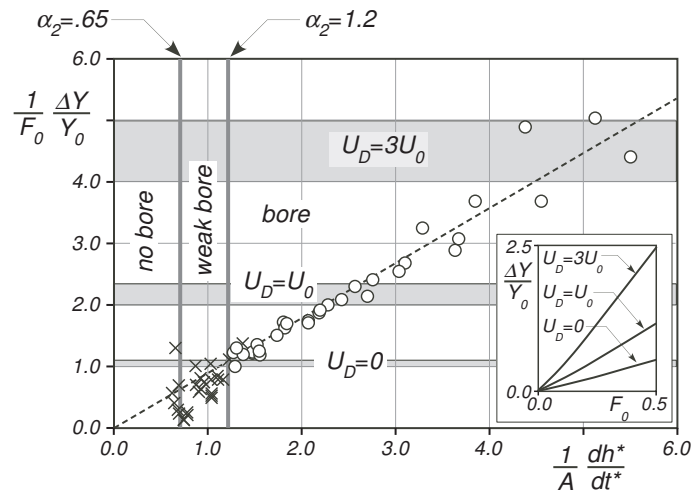 α2=.65 α2=1.2
6.0
1/F0 ΔY/Y0
UD=3U0
4.0
no bore
weak bore
bore
3.0
UD=U0
2.0
UD=0
1.0
0.0
0.0 1.0 2.0 3.0 4.0 5.0 6.0
1/A dh*/dt*
2.5
ΔY/Y0
UD=3U0
UD=U0
UD=0
0.0
0.0 F0 0.5